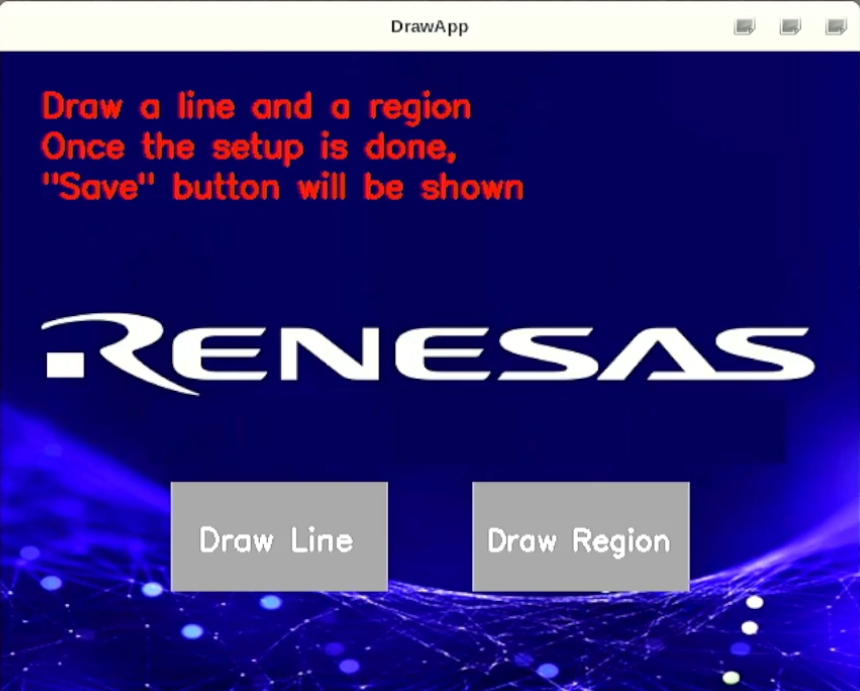 DrawApp
Draw a line and a region
Once the setup is done,
"Save" button will be shown
RENESAS
Draw Line
Draw Region